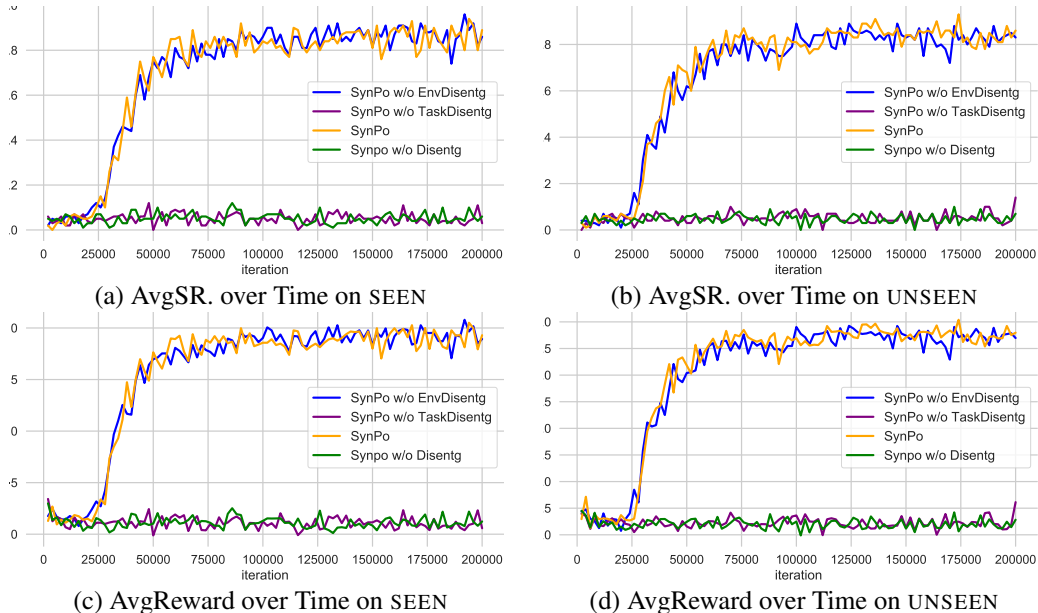 .8
.6
.4
.2
.0
0 25000 50000 75000 100000 125000 150000 175000 200000
iteration
SynPo w/o EnvDisentg
SynPo w/o TaskDisentg
SynPo
Synpo w/o Disentg
(a) AvgSR. over Time on SEEN
.8
.6
.4
.2
.0
0 25000 50000 75000 100000 125000 150000 175000 200000
iteration
SynPo w/o EnvDisentg
SynPo w/o TaskDisentg
SynPo
Synpo w/o Disentg
(b) AvgSR. over Time on UNSEEN
0
5
0
5
0
0 25000 50000 75000 100000 125000 150000 175000 200000
iteration
SynPo w/o EnvDisentg
SynPo w/o TaskDisentg
SynPo
Synpo w/o Disentg
(c) AvgReward over Time on SEEN
0
5
0
5
0
5
0
5
0
0 25000 50000 75000 100000 125000 150000 175000 200000
iteration
SynPo w/o EnvDisentg
SynPo w/o TaskDisentg
SynPo
Synpo w/o Disentg
(d) AvgReward over Time on UNSEEN